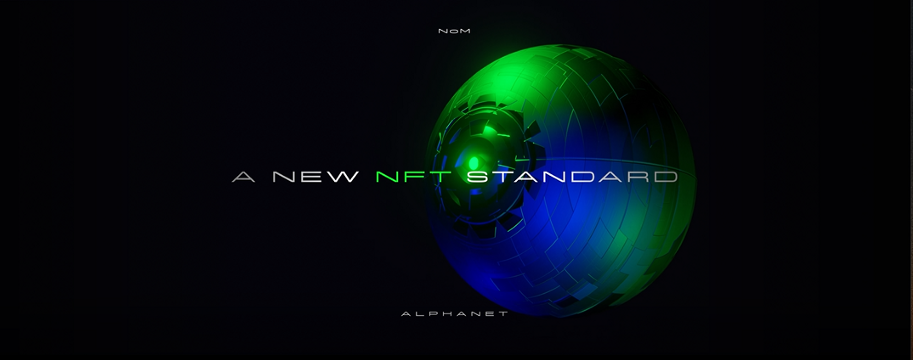 NoM
A NEW NFT STANDARD
ALPHANET